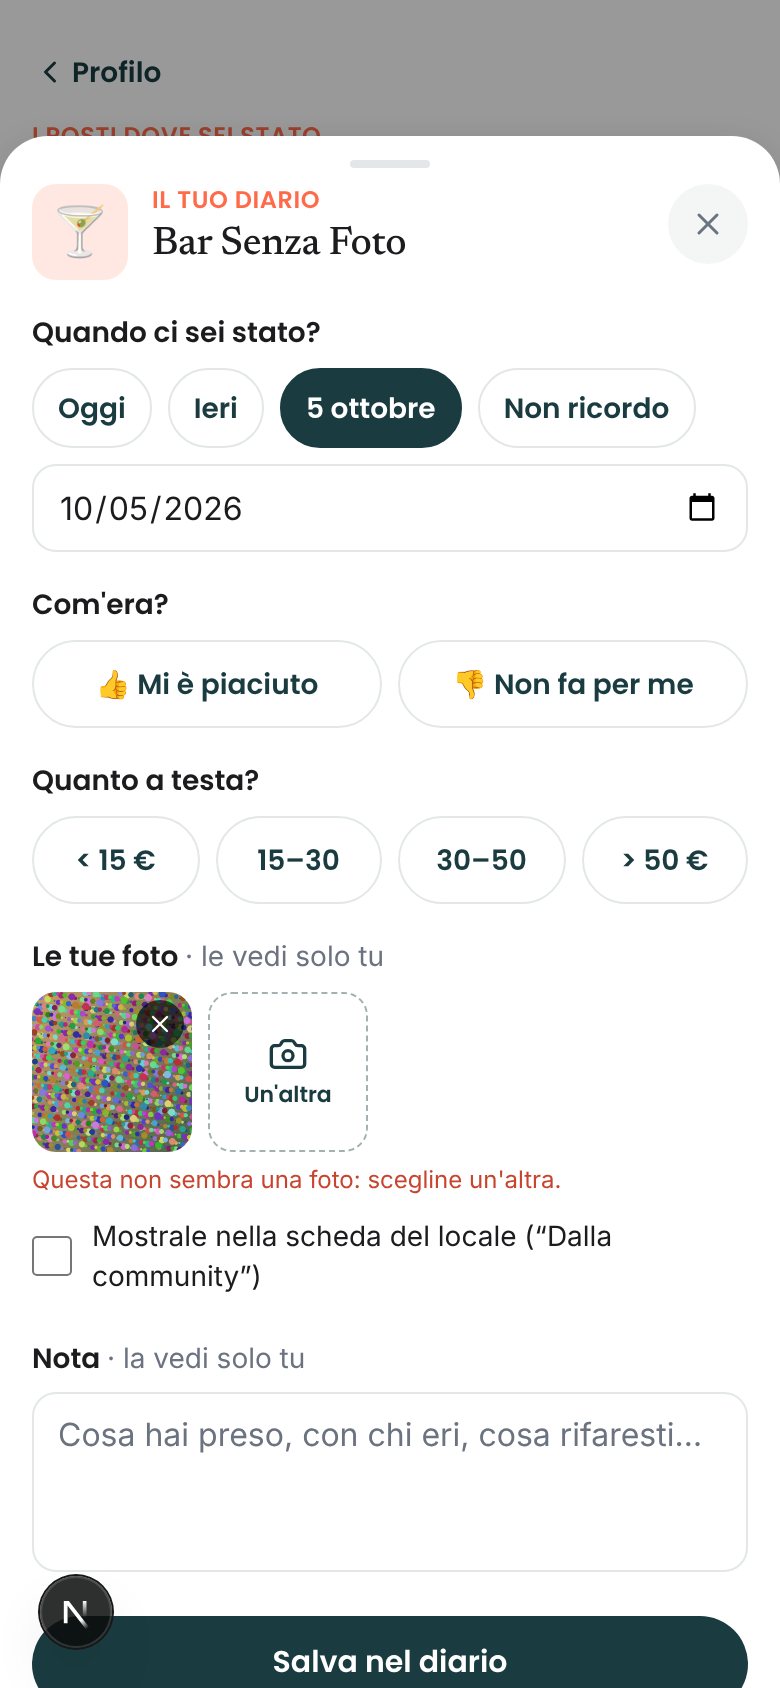 Profilo
I POSTI DOVE SEI STATO
IL TUO DIARIO
Bar Senza Foto
Quando ci sei stato?
Oggi
Ieri
5 ottobre
Non ricordo
10/05/2026
Com'era?
👍 Mi è piaciuto
👎 Non fa per me
Quanto a testa?
< 15 €
15–30
30–50
> 50 €
Le tue foto · le vedi solo tu
Un'altra
Questa non sembra una foto: scegline un'altra.
Mostrale nella scheda del locale (“Dalla
community”)
Nota · la vedi solo tu
Cosa hai preso, con chi eri, cosa rifaresti...
N
Salva nel diario